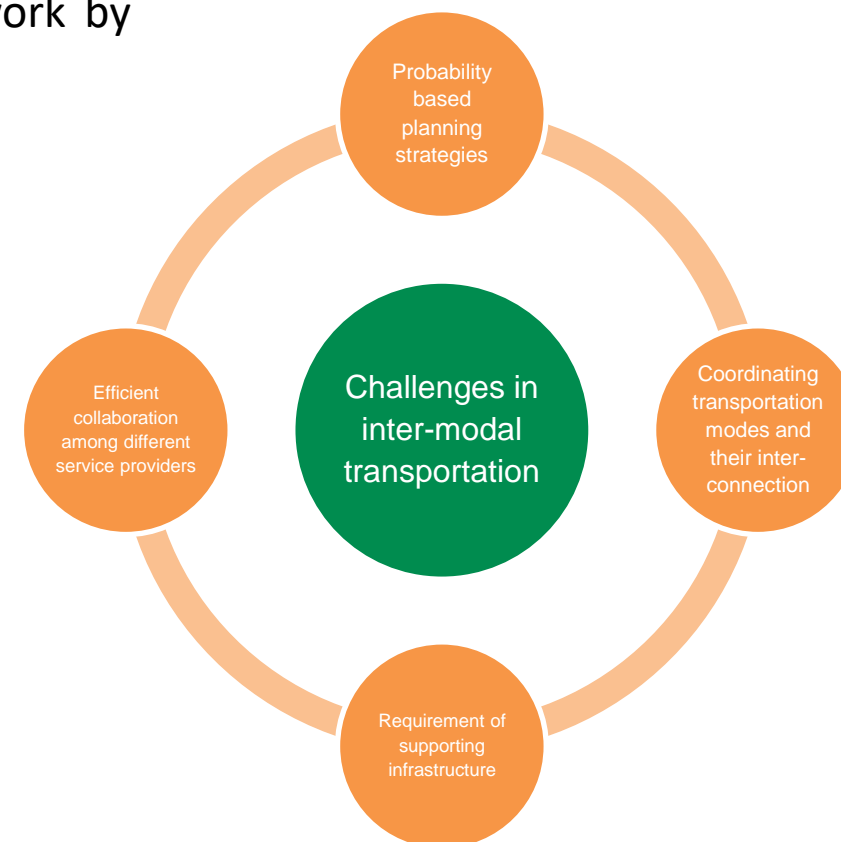 work by
Probability
based
planning
strategies
Efficient
collaboration
among different
service providers
Challenges in
inter-modal
transportation
Coordinating
transportation
modes and
their inter-
connection
Requirement of
supporting
infrastructure